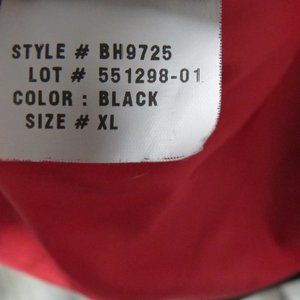 STYLE # BH9725
LOT # 551298-01
COLOR : BLACK
SIZE # XL